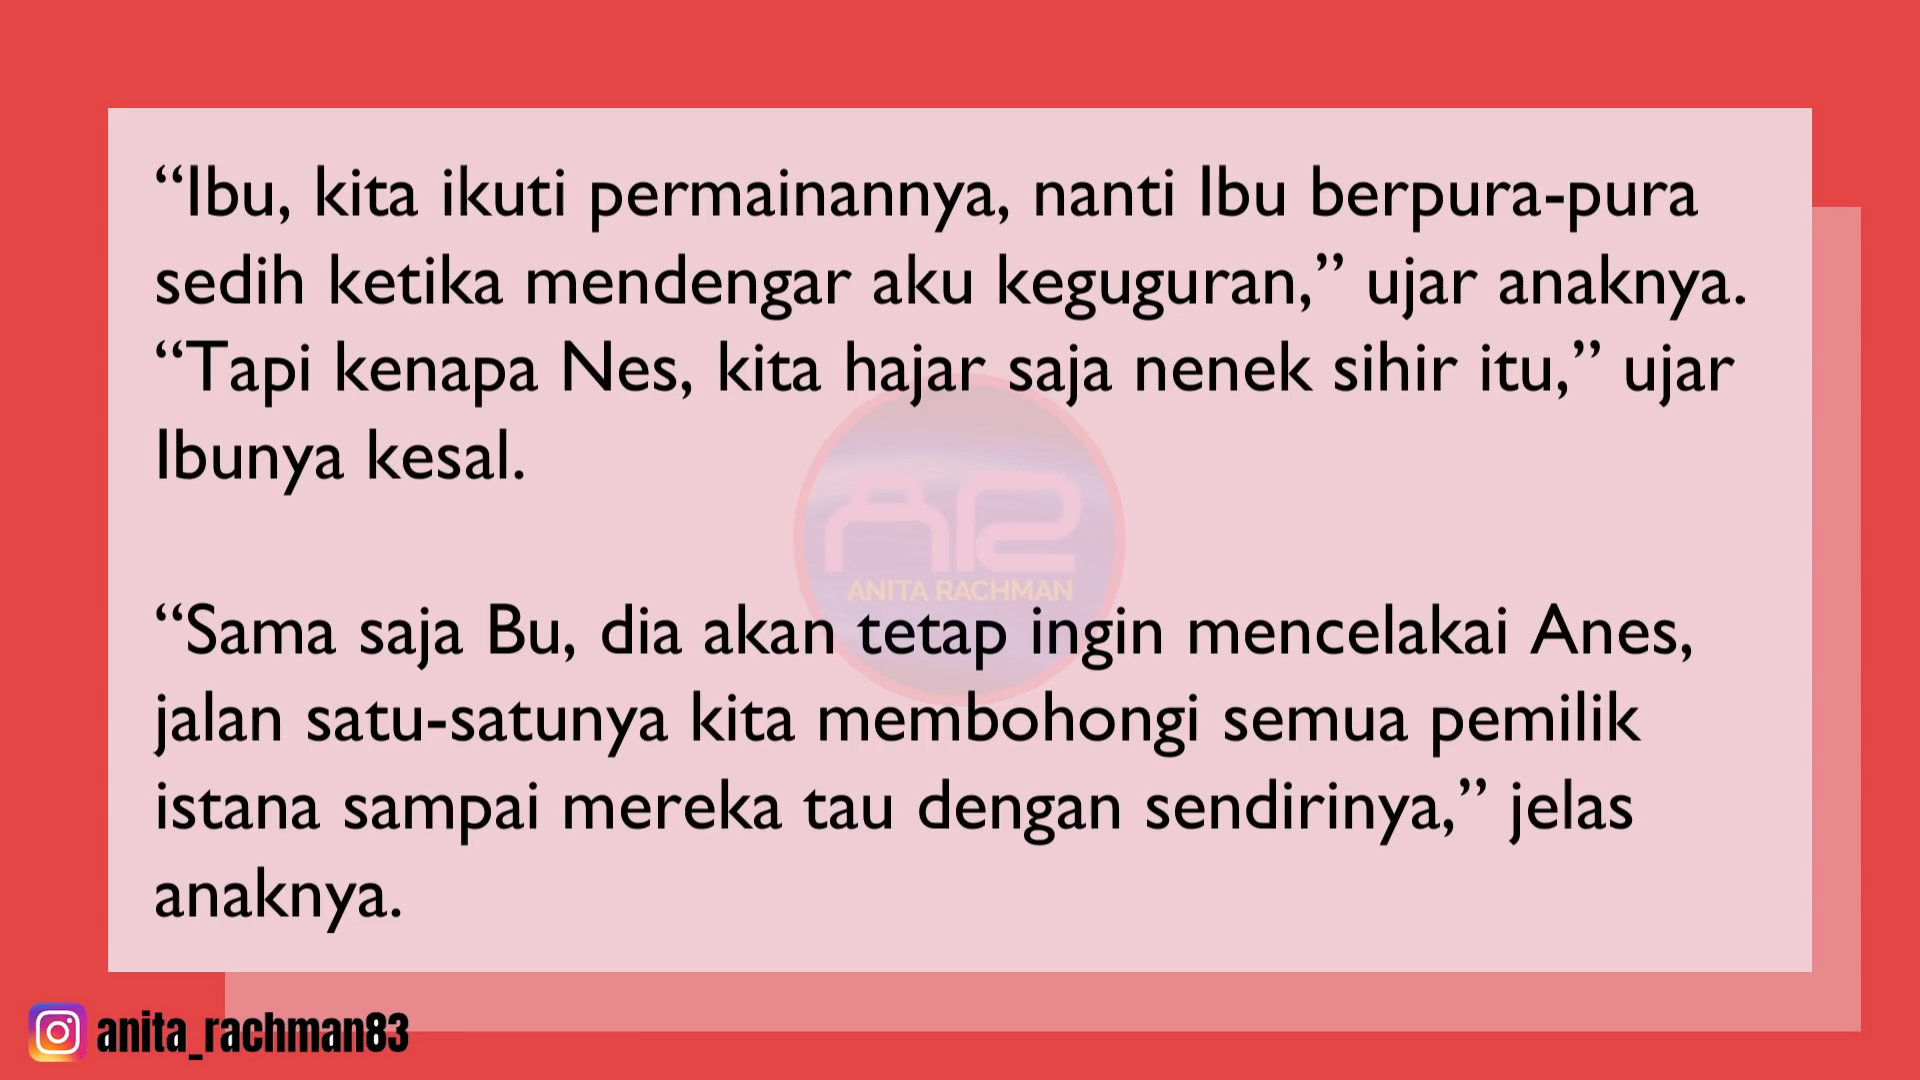 “Ibu, kita ikuti permainannya, nanti Ibu berpura-pura
sedih ketika mendengar aku keguguran,” ujar anaknya.
“Tapi kenapa Nes, kita hajar saja nenek sihir itu,” ujar
Ibunya kesal.
AR
ANITA RACHMAN
“Sama saja Bu, dia akan tetap ingin mencelakai Anes,
jalan satu-satunya kita membohongi semua pemilik
istana sampai mereka tau dengan sendirinya,” jelas
anaknya.
anita_rachman83